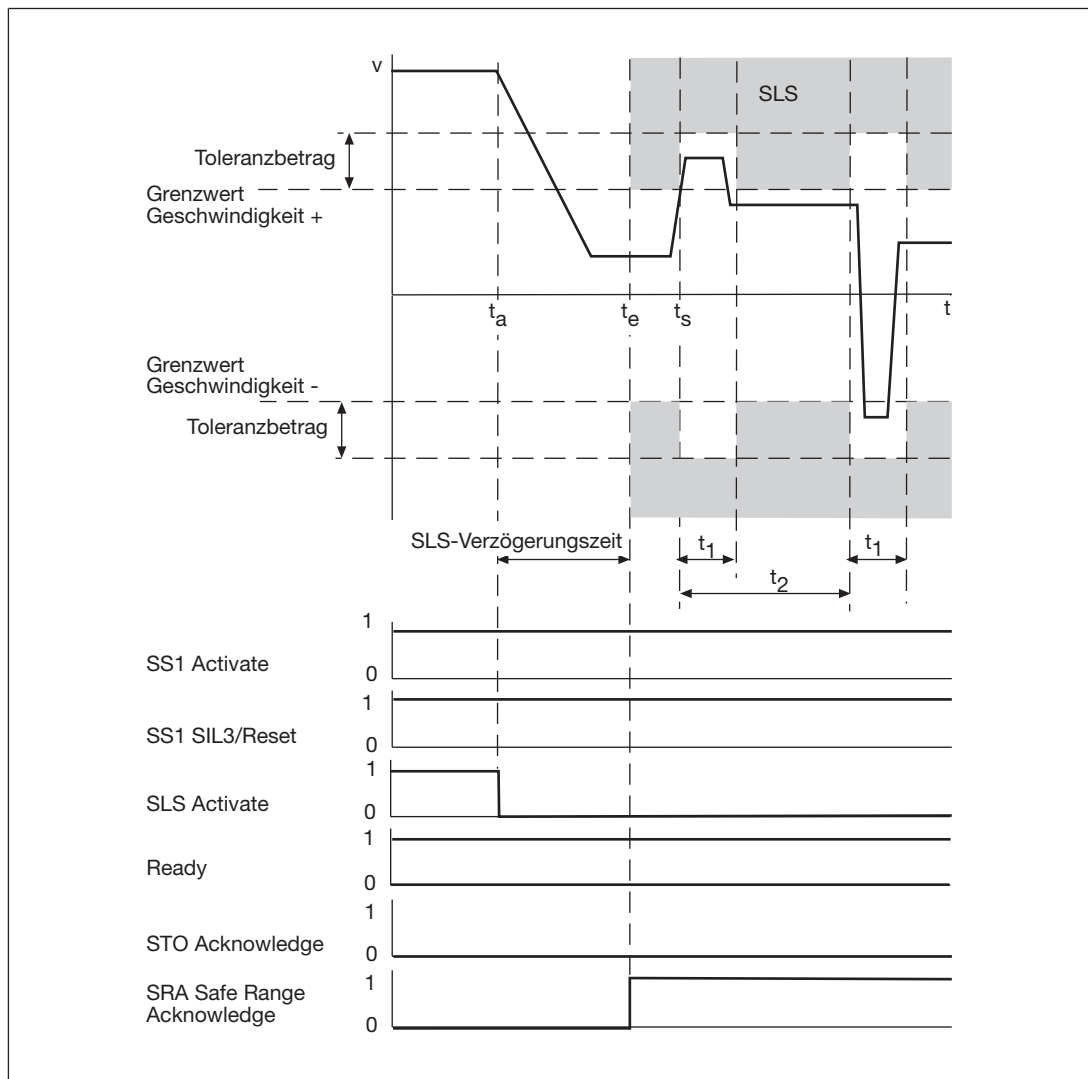 v
SLS
Toleranzbetrag
Grenzwert
Geschwindigkeit +
ta
te
ts
t
Grenzwert
Geschwindigkeit -
Toleranzbetrag
SLS-Verzögerungszeit
t1
t1
t2
1
SS1 Activate
0
1
SS1 SIL3/Reset
0
1
SLS Activate
0
1
Ready
0
1
STO Acknowledge
0
SRA Safe Range
Acknowledge
1
0